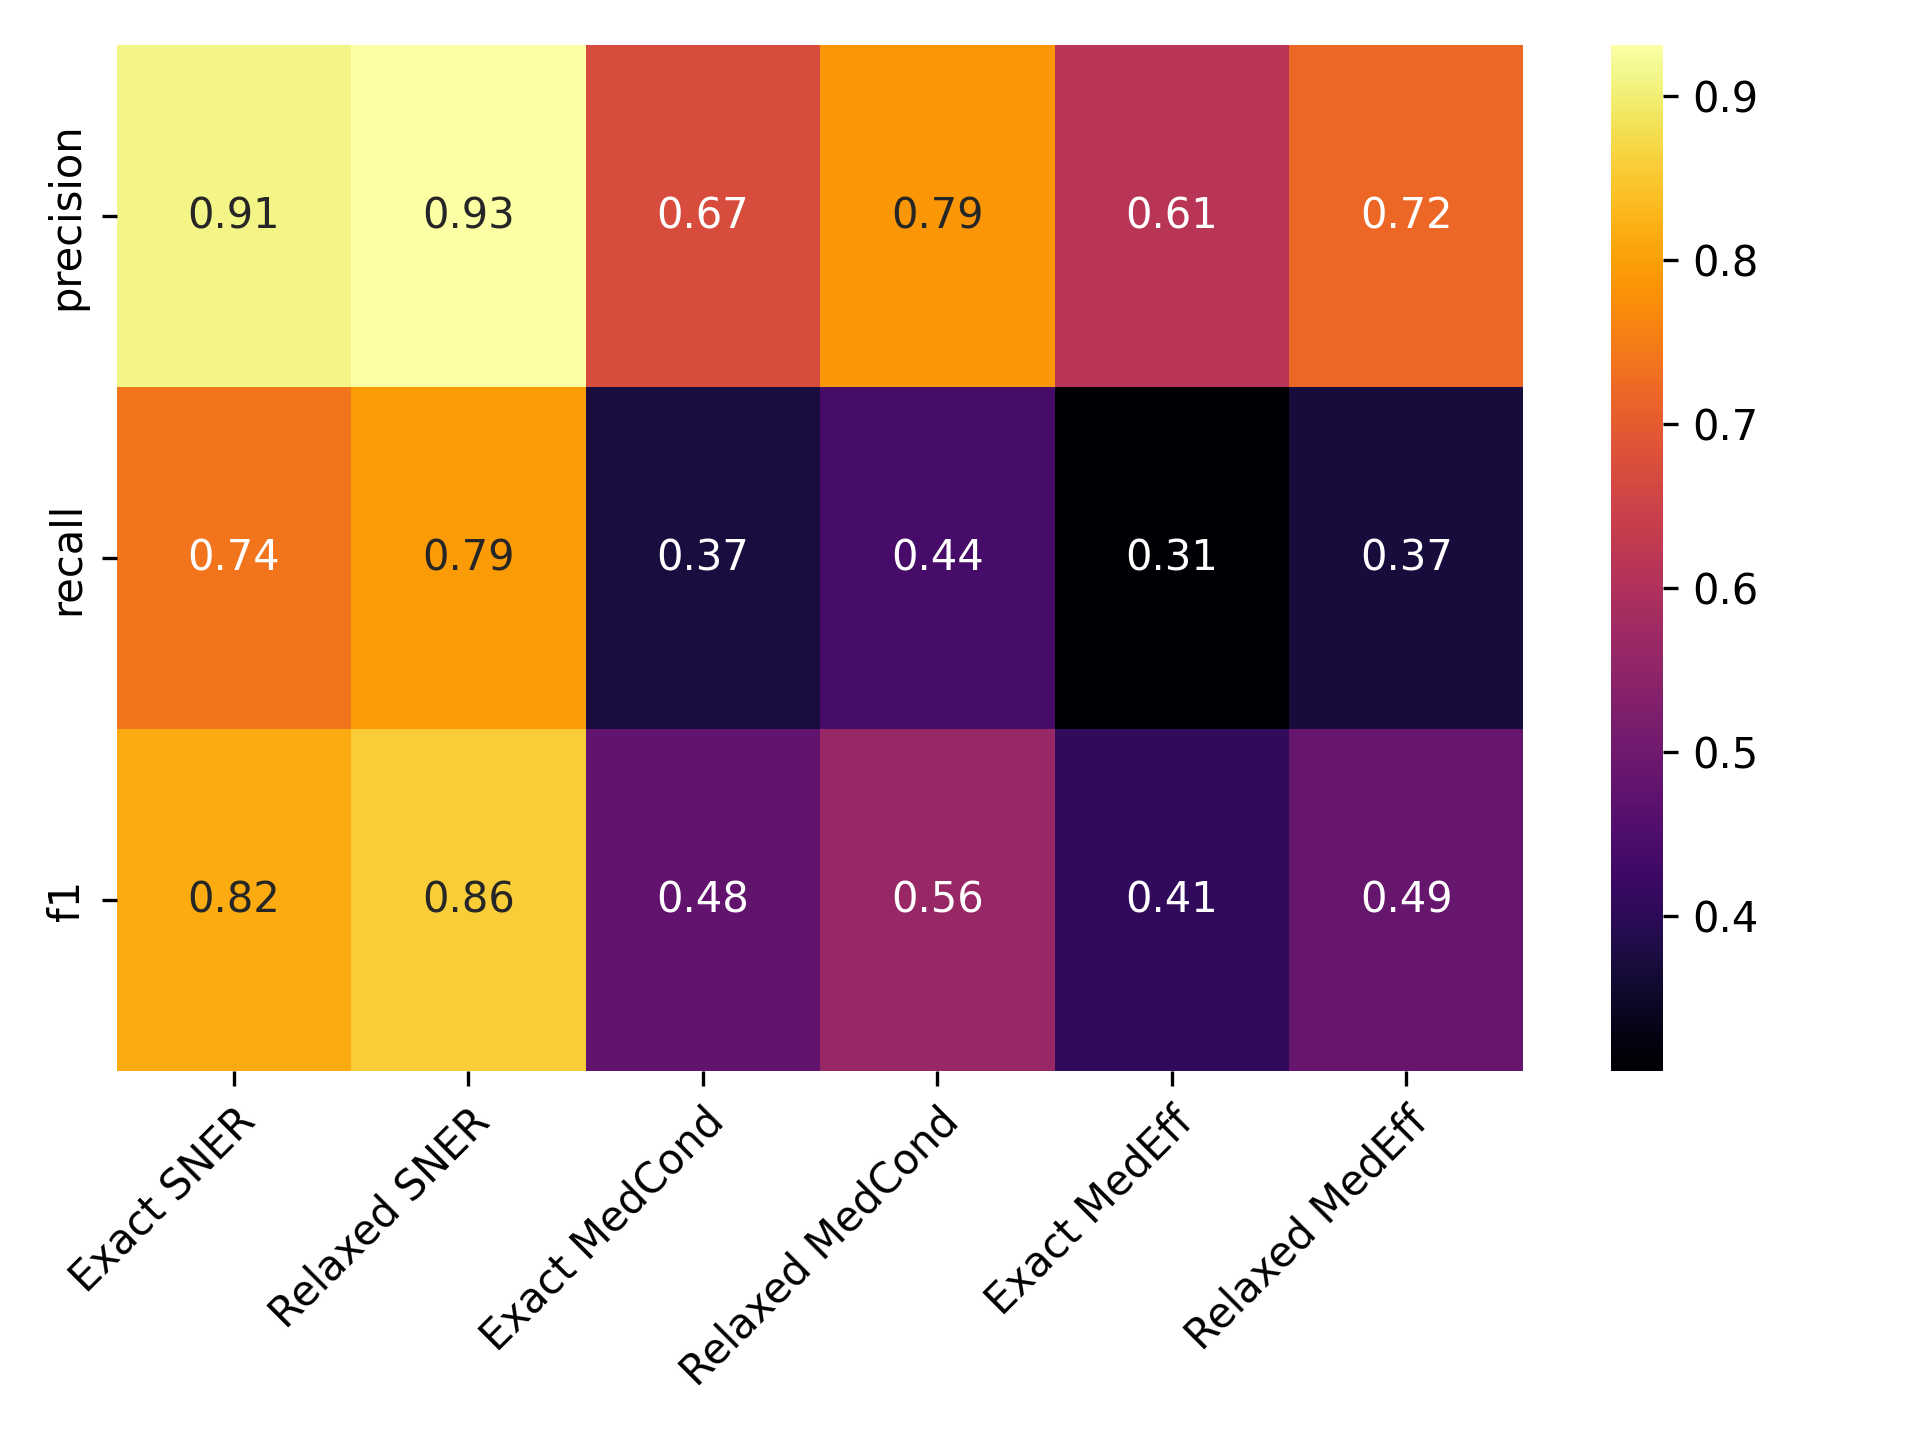 precision
0.91 0.93 0.67 0.79 0.61 0.72
recall
0.74 0.79 0.37 0.44 0.31 0.37
f1
0.82 0.86 0.48 0.56 0.41 0.49
Exact SNER
Relaxed SNER
Exact MedCond
Relaxed MedCond
Exact MedEff
Relaxed MedEff
0.9
0.8
0.7
0.6
0.5
0.4